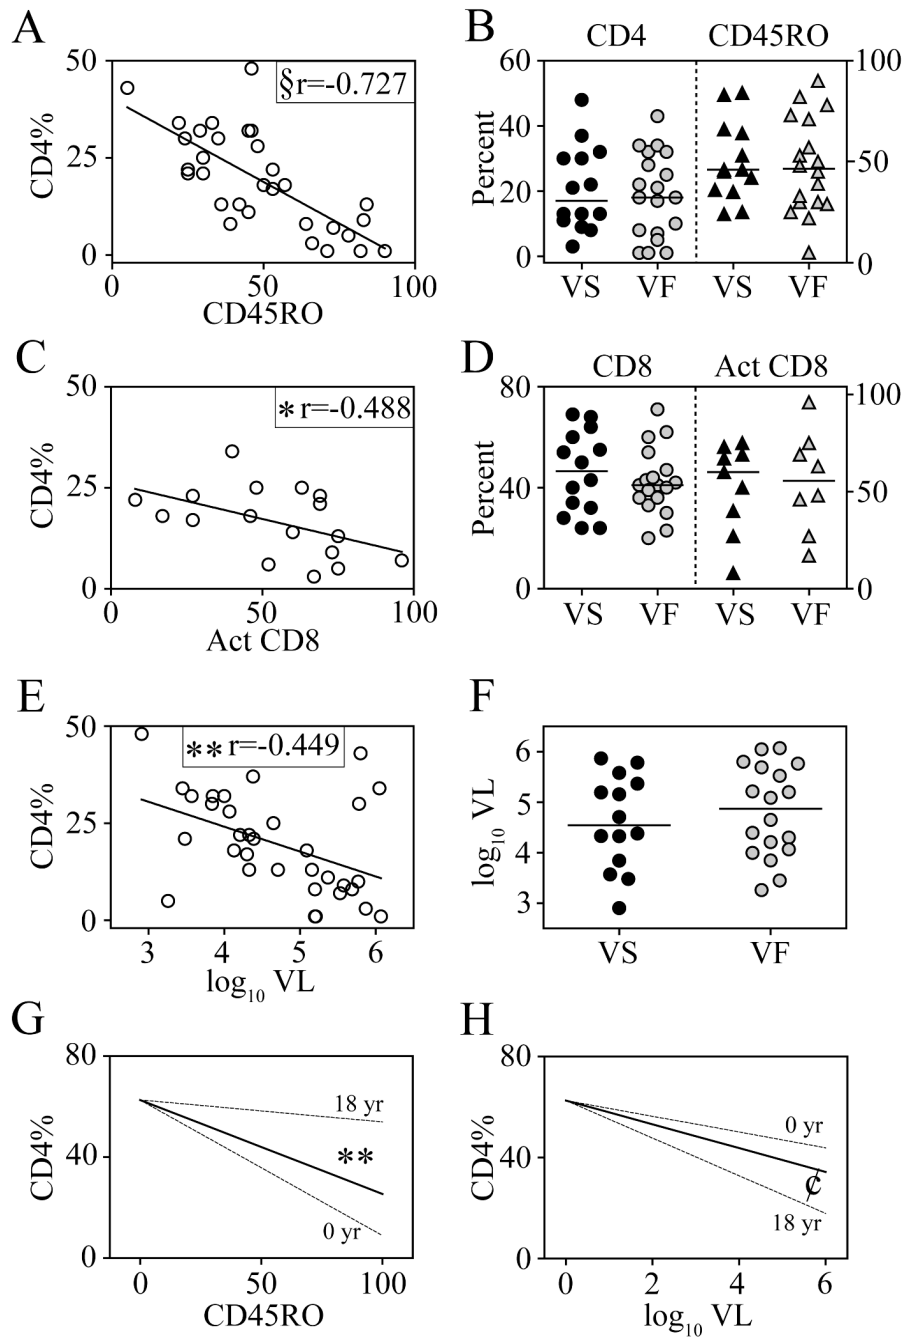 A
CD4%
50
25
0
§r=-0.727
0
50
100
CD45RO
B
CD4
CD45RO
Percent
60
40
20
0
100
50
0
VS
VF
VS
VF
C
CD4%
50
25
0
*r=-0.488
0
50
100
Act CD8
D
CD8
Act CD8
Percent
80
40
0
100
50
0
VS
VF
VS
VF
E
CD4%
50
25
0
**r=-0.449
3
4
5
6
log10 VL
F
log10 VL
6
5
4
3
VS
VF
G
CD4%
80
40
0
18 yr
**
0 yr
0
50
100
CD45RO
H
CD4%
80
40
0
0 yr
¢
18 yr
0
2
4
6
log10 VL